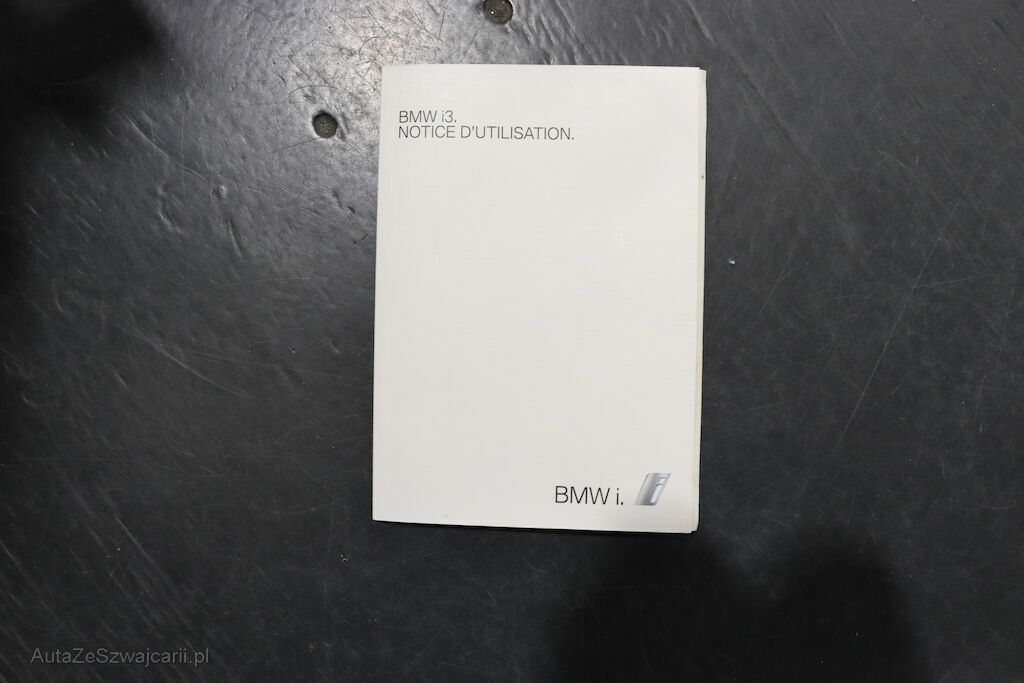 BMW i3.
NOTICE D'UTILISATION.
BMW i. i
AutaZeSzwajcarii.pl